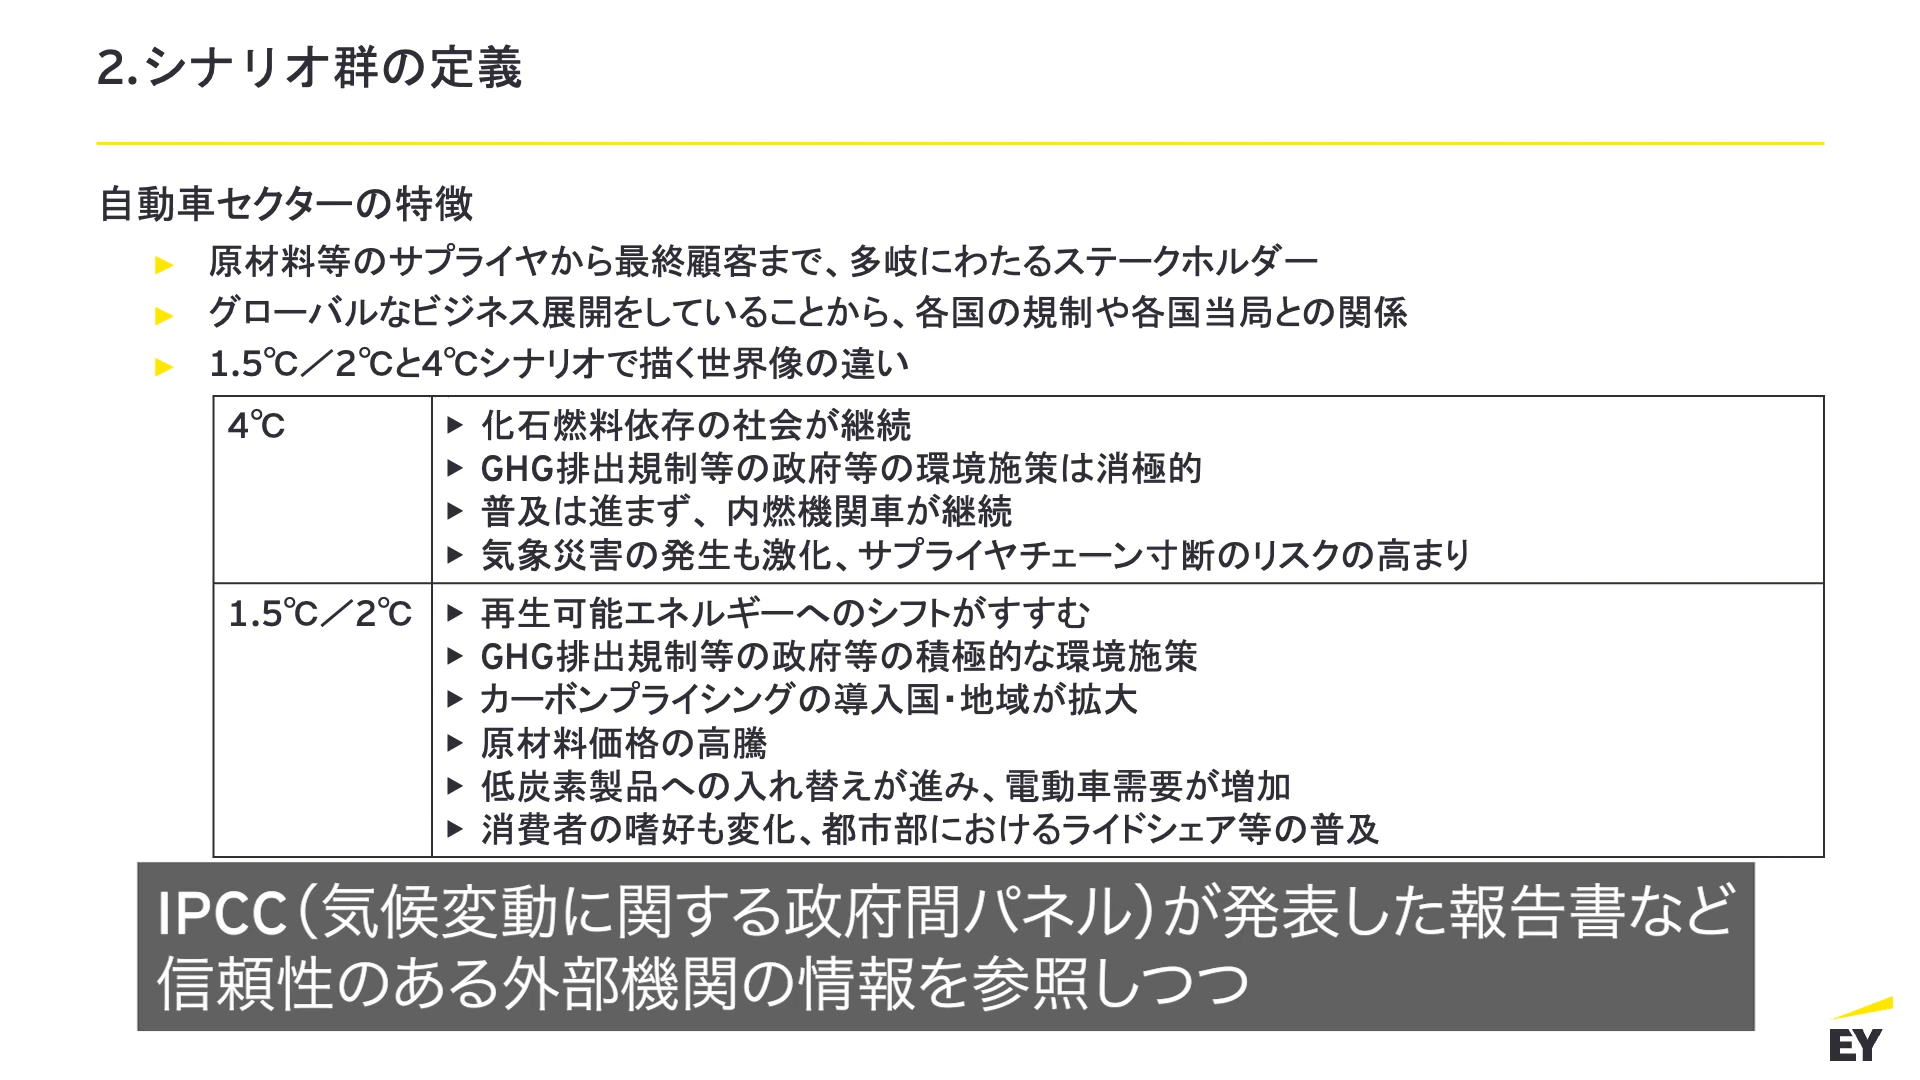 2.シナリオ群の定義
自動車セクターの特徴
► 原材料等のサプライヤから最終顧客まで、多岐にわたるステークホルダー
► グローバルなビジネス展開をしていることから、各国の規制や各国当局との関係
► 1.5℃／2℃と4℃シナリオで描く世界像の違い
4℃
► 化石燃料依存の社会が継続
► GHG排出規制等の政府等の環境施策は消極的
► 普及は進まず、内燃機関車が継続
► 気象災害の発生も激化、サプライヤチェーン寸断のリスクの高まり
1.5℃／2℃
► 再生可能エネルギーへのシフトがすすむ
► GHG排出規制等の政府等の積極的な環境施策
► カーボンプライシングの導入国・地域が拡大
► 原材料価格の高騰
► 低炭素製品への入れ替えが進み、電動車需要が増加
► 消費者の嗜好も変化、都市部におけるライドシェア等の普及
IPCC（気候変動に関する政府間パネル）が発表した報告書など
信頼性のある外部機関の情報を参照しつつ
EY